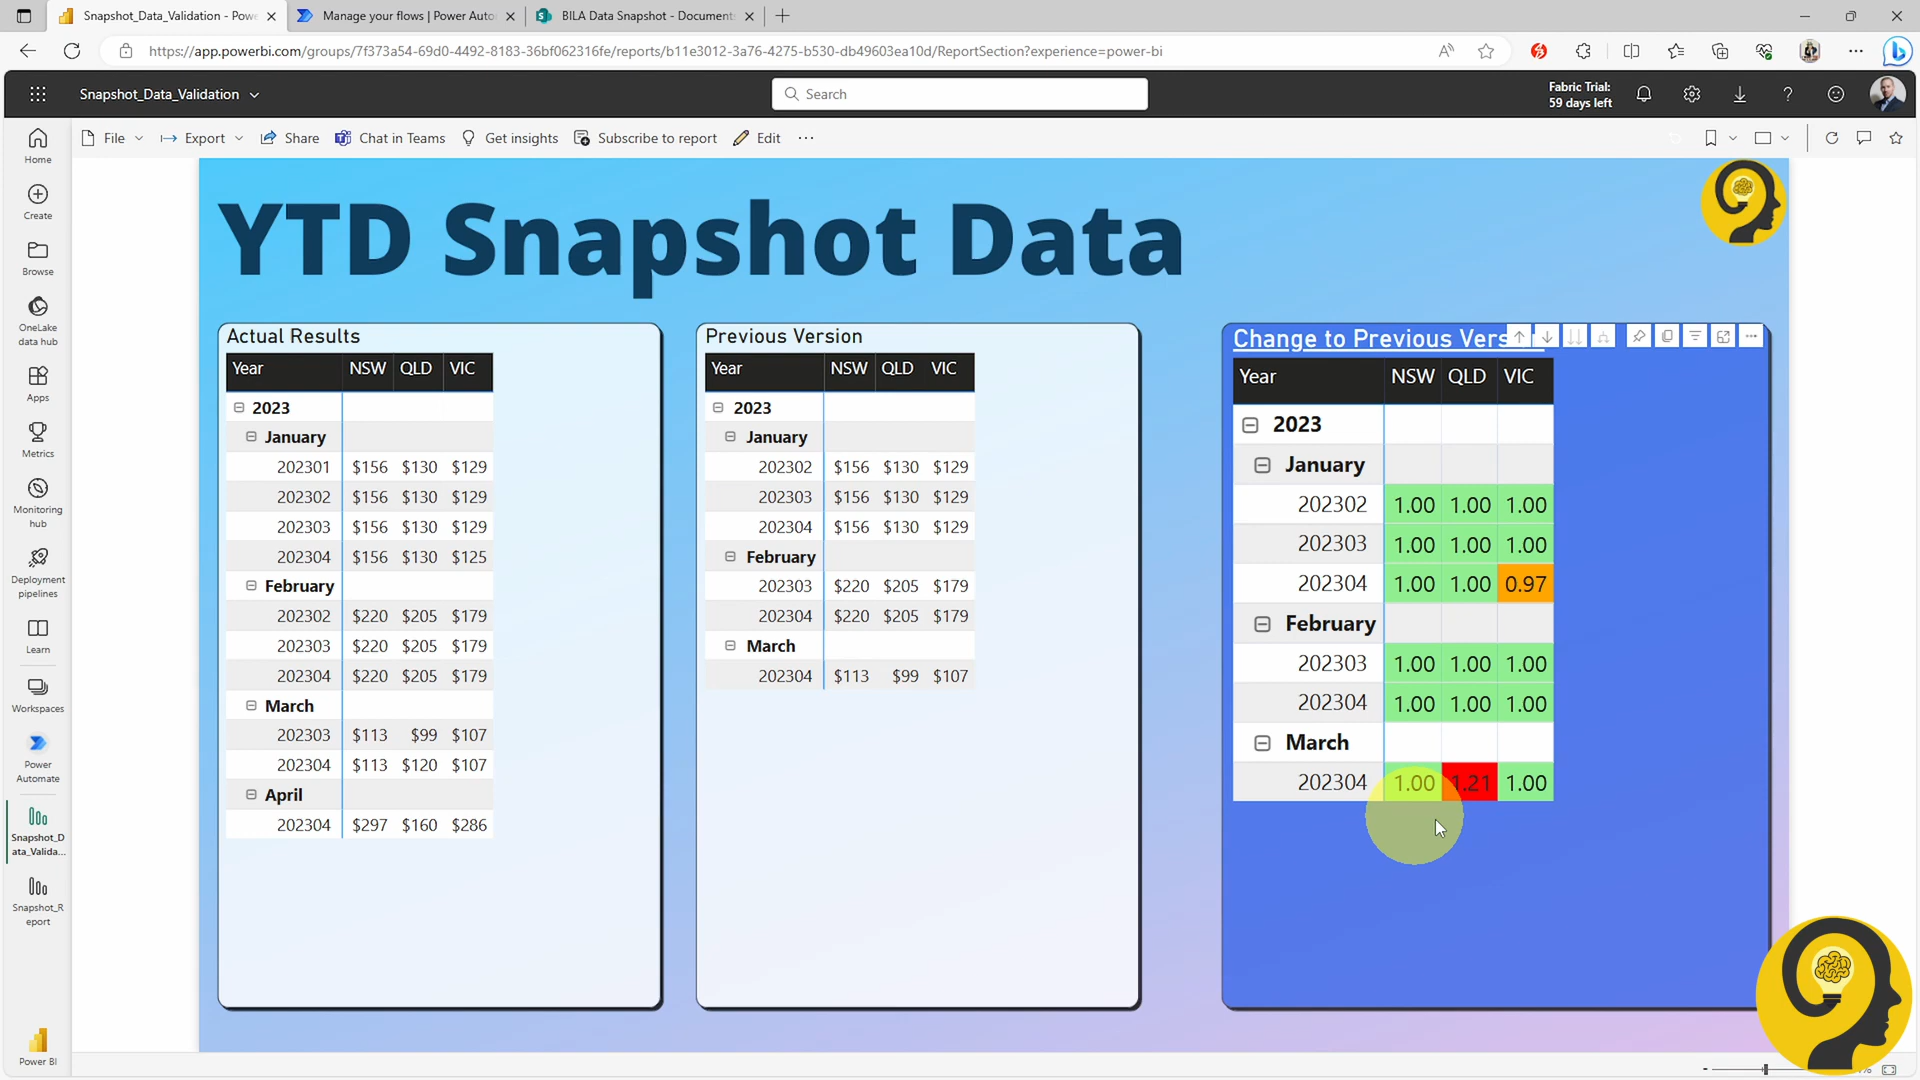 Snapshot_Data_Validation - Powe
Manage your flows | Power Auto
BILA Data Snapshot - Document
https://app.powerbi.com/groups/7f373a54-69d0-4492-8183-36bf062316fe/reports/b11e3012-3a76-4275-b530-db49603ea10d/ReportSection?experience=power-bi
Snapshot_Data_Validation
Search
Fabric Trial:
59 days left
File
Export
Share
Chat in Teams
Get insights
Subscribe to report
Edit
Home
Create
Browse
OneLake
data hub
Apps
Metrics
Monitoring
hub
Deployment
pipelines
Learn
Workspaces
Power
Automate
Snapshot_D
ata_Valida...
Snapshot_R
eport
Power BI
YTD Snapshot Data
Actual Results
Year NSW QLD VIC
2023
January
202301 $156 $130 $129
202302 $156 $130 $129
202303 $156 $130 $129
202304 $156 $130 $125
February
202302 $220 $205 $179
202303 $220 $205 $179
202304 $220 $205 $179
March
202303 $113 $99 $107
202304 $113 $120 $107
April
202304 $297 $160 $286
Previous Version
Year NSW QLD VIC
2023
January
202302 $156 $130 $129
202303 $156 $130 $129
202304 $156 $130 $129
February
202303 $220 $205 $179
202304 $220 $205 $179
March
202304 $113 $99 $107
Change to Previous Vers
Year NSW QLD VIC
2023
January
202302 1.00 1.00 1.00
202303 1.00 1.00 1.00
202304 1.00 1.00 0.97
February
202303 1.00 1.00 1.00
202304 1.00 1.00 1.00
March
202304 1.00 1.21 1.00